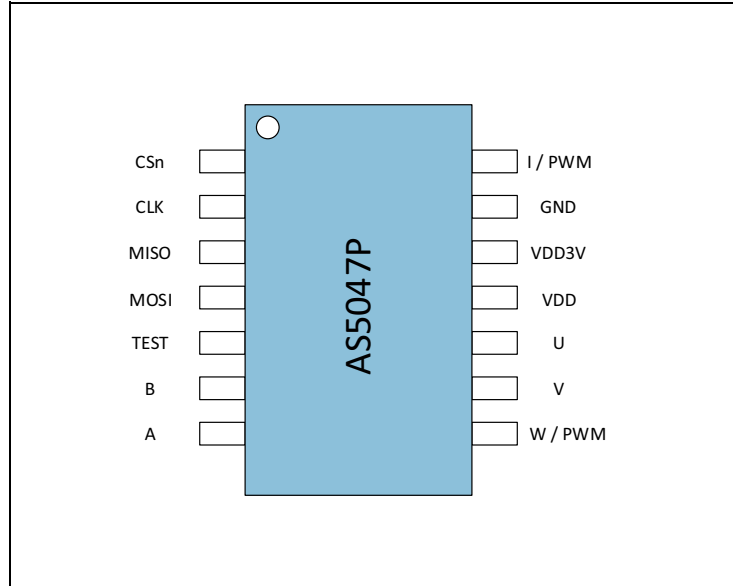 CSn
CLK
MISO
MOSI
TEST
B
A
AS5047P
I / PWM
GND
VDD3V
VDD
U
V
W / PWM